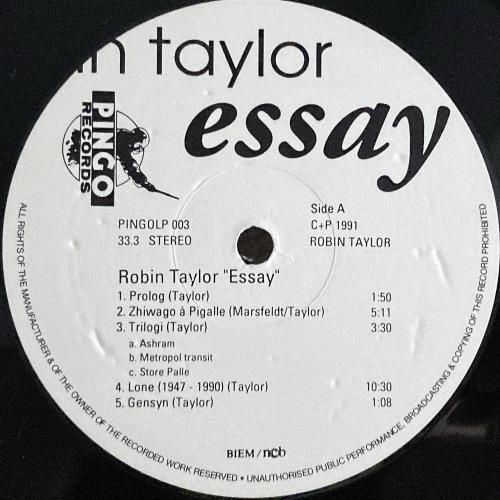 in taylor
essay
PINGO
RECORDS
PINGOLP 003
33.3 STEREO
Side A
C+P 1991
ROBIN TAYLOR
Robin Taylor "Essay"
1. Prolog (Taylor) 1:50
2. Zhiwago à Pigalle (Marsfeldt/Taylor) 5:11
3. Trilogi (Taylor) 3:30
a. Ashram
b. Metropol transit
c. Store Palle
4. Lone (1947 - 1990) (Taylor) 10:30
5. Gensyn (Taylor) 1:08
BIEM / ncb
ALL RIGHTS OF THE MANUFACTURER & OF THE OWNER OF THE RECORDED WORK RESERVED • UNAUTHORISED PUBLIC PERFORMANCE, BROADCASTING & COPYING OF THIS RECORD PROHIBITED